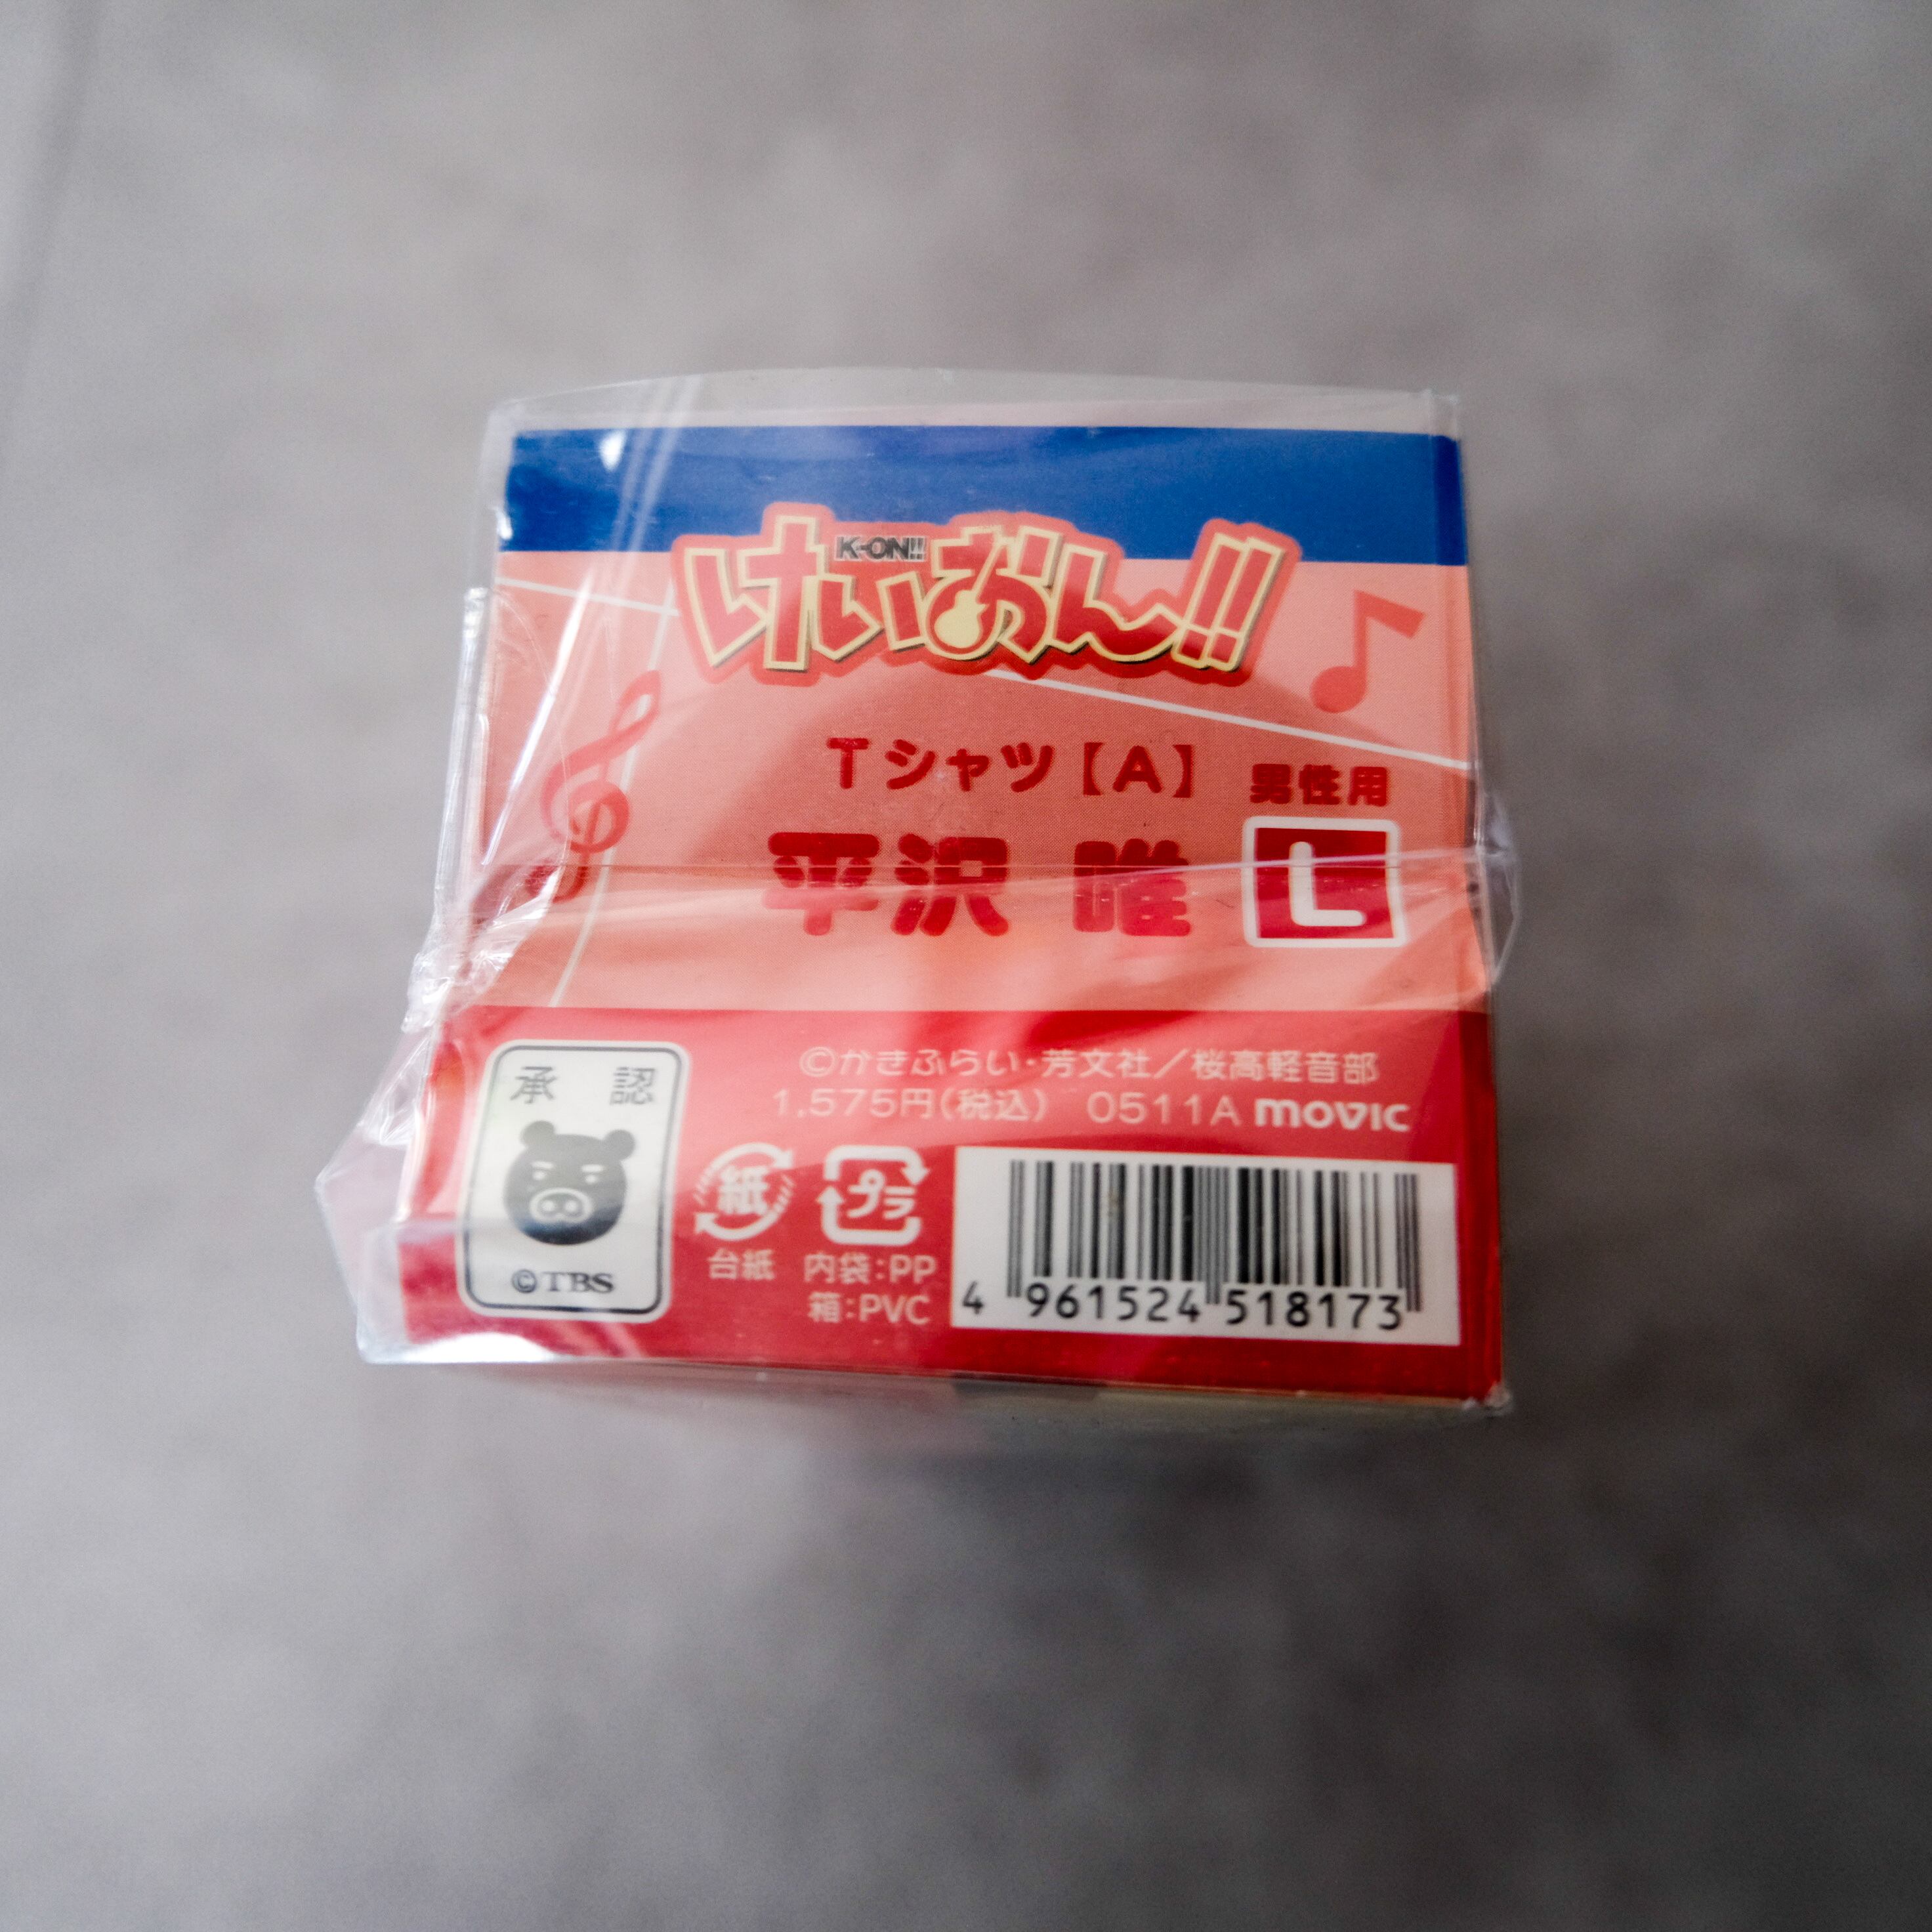 けいおん!!
K-ON!!
Tシャツ【A】 男性用
平沢 唯 L
承認
©TBS
©かきふらい・芳文社／桜高軽音部
1,575円(税込) 0511A movic
紙 プラ
台紙 内袋:PP
箱:PVC
4 961524 518173